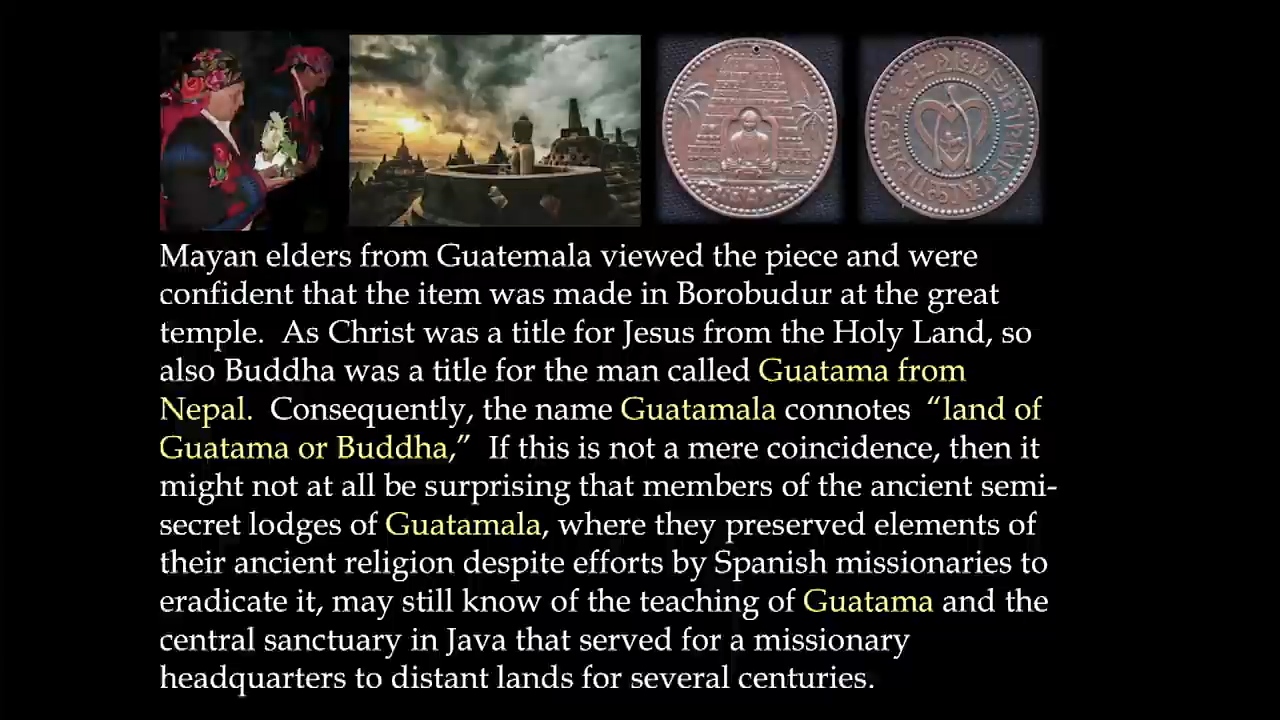 Mayan elders from Guatemala viewed the piece and were
confident that the item was made in Borobudur at the great
temple. As Christ was a title for Jesus from the Holy Land, so
also Buddha was a title for the man called Guatama from
Nepal. Consequently, the name Guatamala connotes “land of
Guatama or Buddha,” If this is not a mere coincidence, then it
might not at all be surprising that members of the ancient semi-
secret lodges of Guatamala, where they preserved elements of
their ancient religion despite efforts by Spanish missionaries to
eradicate it, may still know of the teaching of Guatama and the
central sanctuary in Java that served for a missionary
headquarters to distant lands for several centuries.